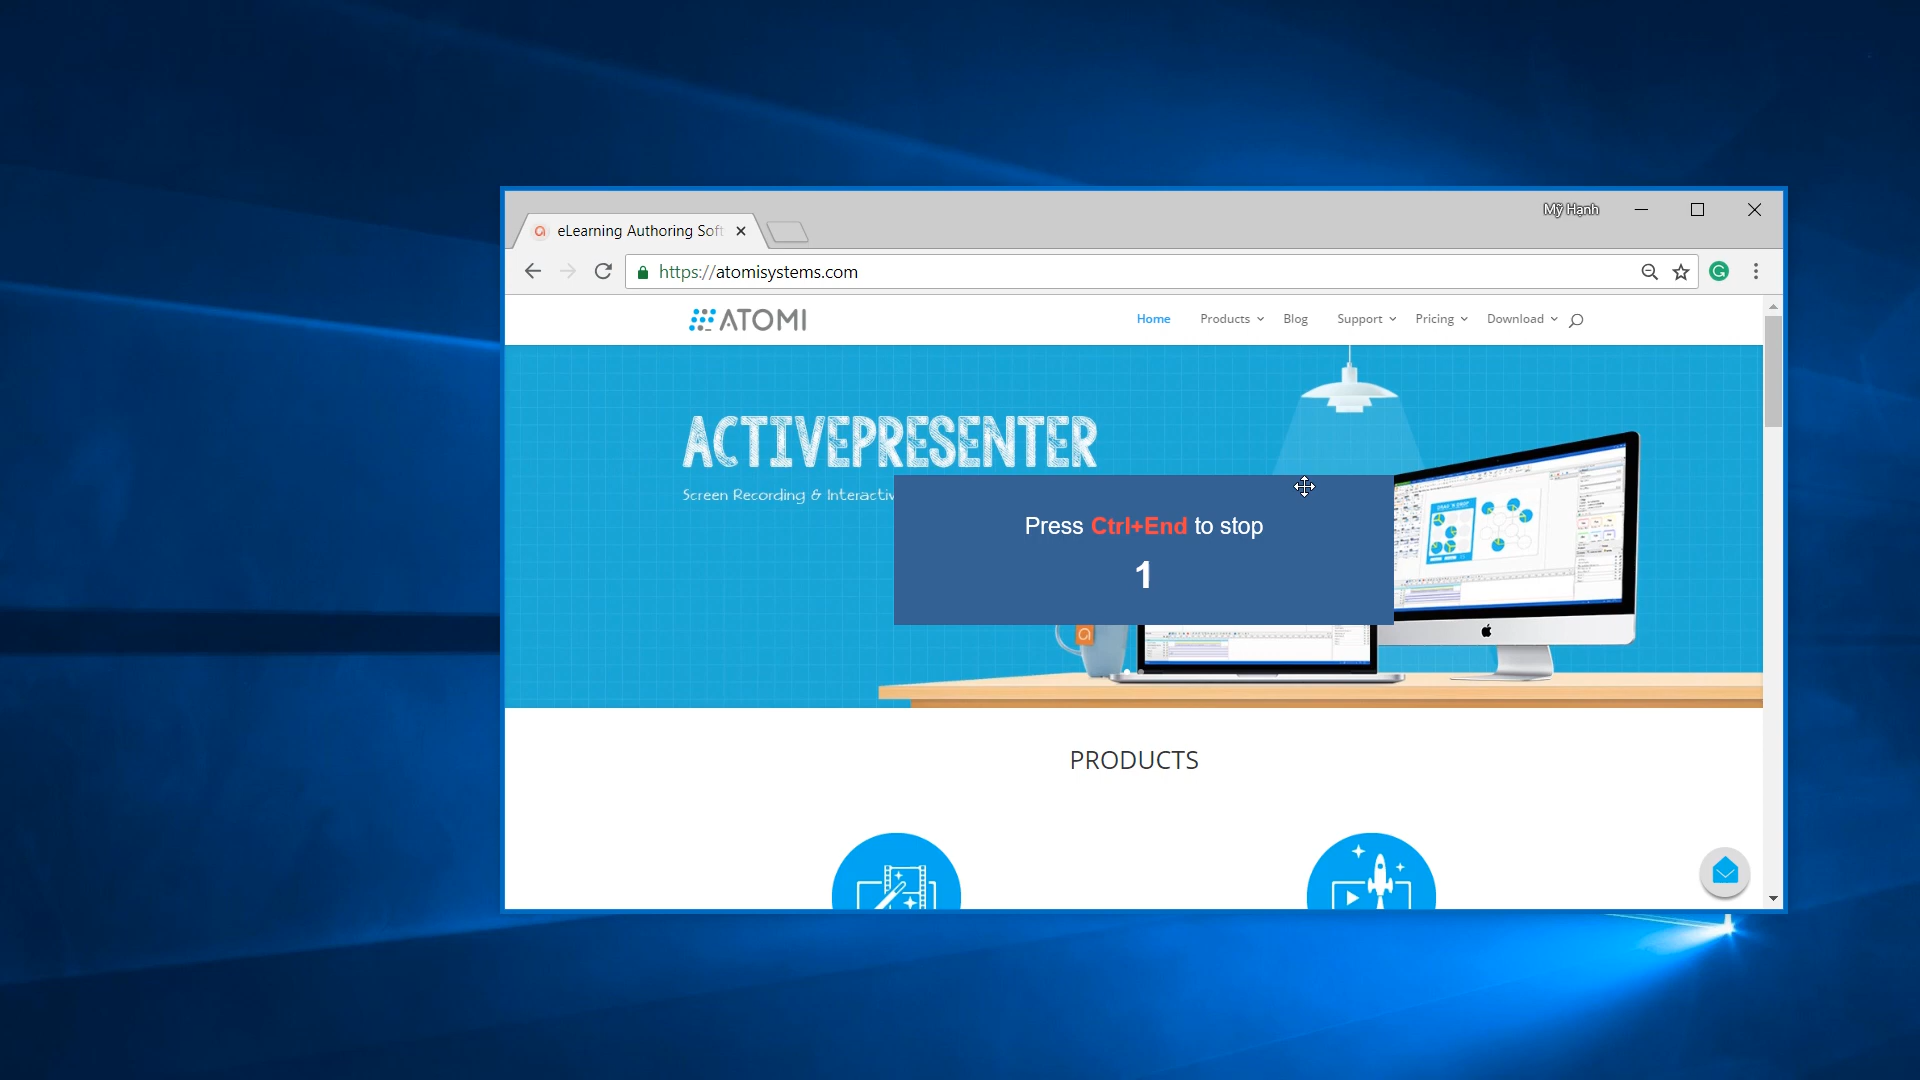 Mỹ Hạnh
eLearning Authoring Soft
https://atomisystems.com
ATOMI
Home Products Blog Support Pricing Download
ACTIVEPRESENTER
Screen Recording & Interactiv
Press Ctrl+End to stop
1
PRODUCTS